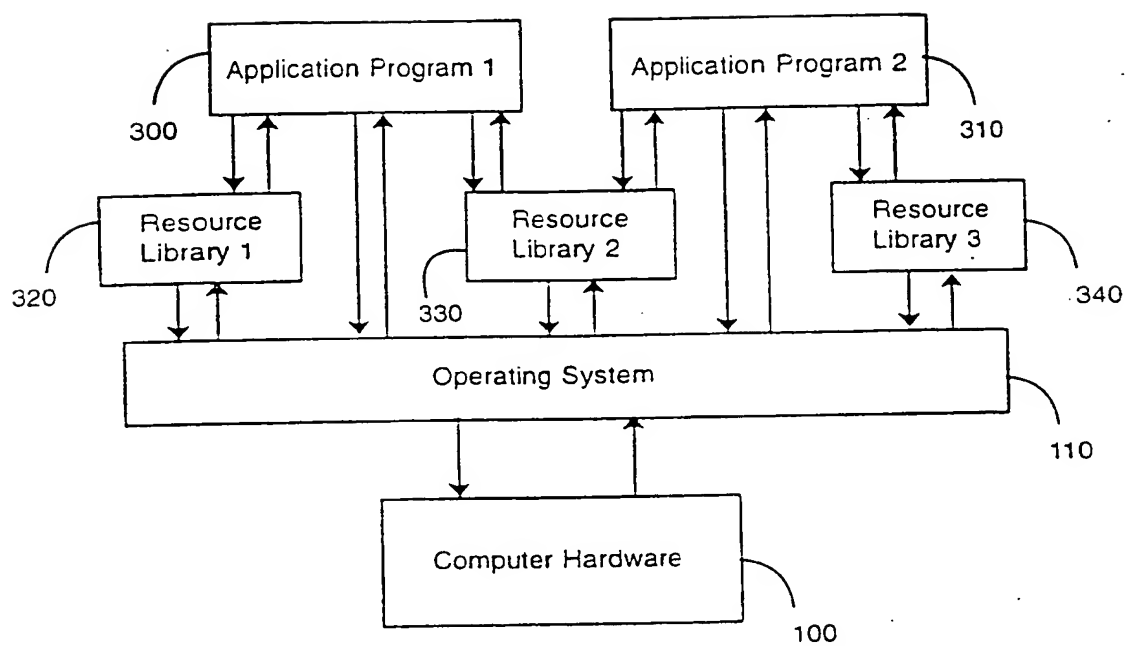 Application Program 1
Application Program 2
300
310
Resource
Library 1
Resource
Library 2
Resource
Library 3
320
330
340
Operating System
110
Computer Hardware
100